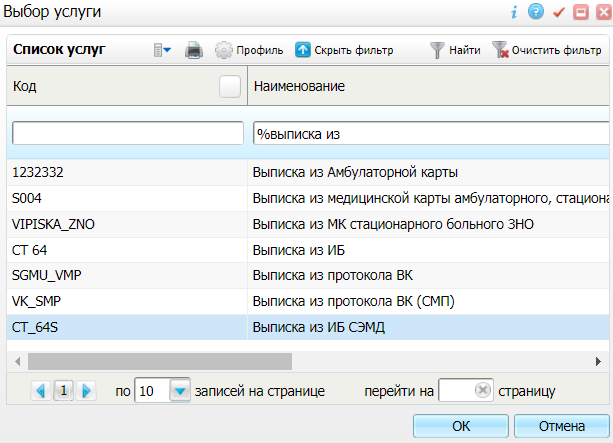 Выбор услуги
Список услуг Профиль Скрыть фильтр Найти Очистить фильтр
Код Наименование
%выписка из
1232332 Выписка из Амбулаторной карты
S004 Выписка из медицинской карты амбулаторного, стациона
VIPISKA_ZNO Выписка из МК стационарного больного ЗНО
СТ 64 Выписка из ИБ
SGMU_VMP Выписка из протокола ВК
VK_SMP Выписка из протокола ВК (СМП)
CT_64S Выписка из ИБ СЭМД
1 по 10 записей на странице перейти на страницу
ОК Отмена